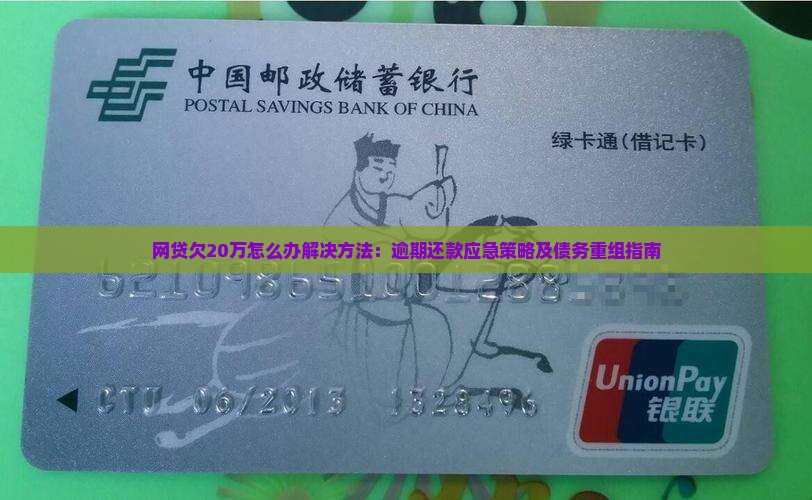 中国邮政储蓄银行
POSTAL SAVINGS BANK OF CHINA
绿卡通(借记卡)
网贷欠20万怎么办解决方法：逾期还款应急策略及债务重组指南
06/2013
UnionPay
银联